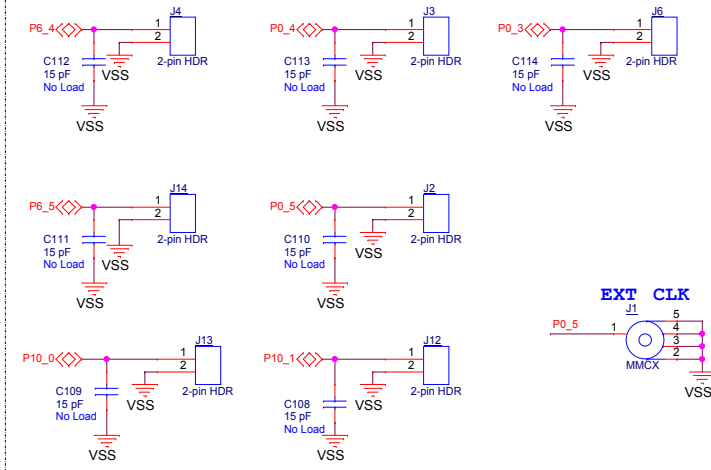 J4
P6_4
1
2
C112
15 pF
No Load
VSS
2-pin HDR
VSS
J3
P0_4
1
2
C113
15 pF
No Load
VSS
2-pin HDR
VSS
J6
P0_3
1
2
C114
15 pF
No Load
VSS
2-pin HDR
VSS
J14
P6_5
1
2
C111
15 pF
No Load
VSS
2-pin HDR
VSS
J2
P0_5
1
2
C110
15 pF
No Load
VSS
2-pin HDR
VSS
EXT CLK
J1
P0_5
1
5
4
3
2
MMCX
VSS
J13
P10_0
1
2
C109
15 pF
No Load
VSS
2-pin HDR
VSS
J12
P10_1
1
2
C108
15 pF
No Load
VSS
2-pin HDR
VSS